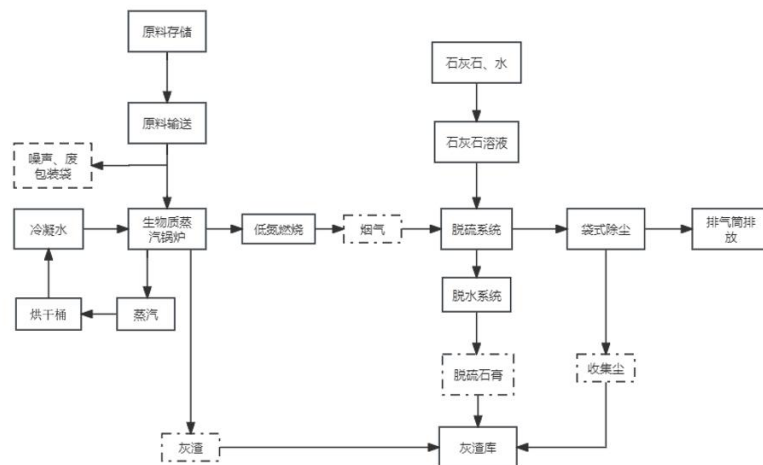 原料存储
石灰石、水
原料输送
石灰石溶液
噪声、废
包装袋
冷凝水
生物质蒸
汽锅炉
低氮燃烧
烟气
脱硫系统
袋式除尘
排气筒排
放
烘干桶
蒸汽
脱水系统
脱硫石膏
收集尘
灰渣
灰渣库